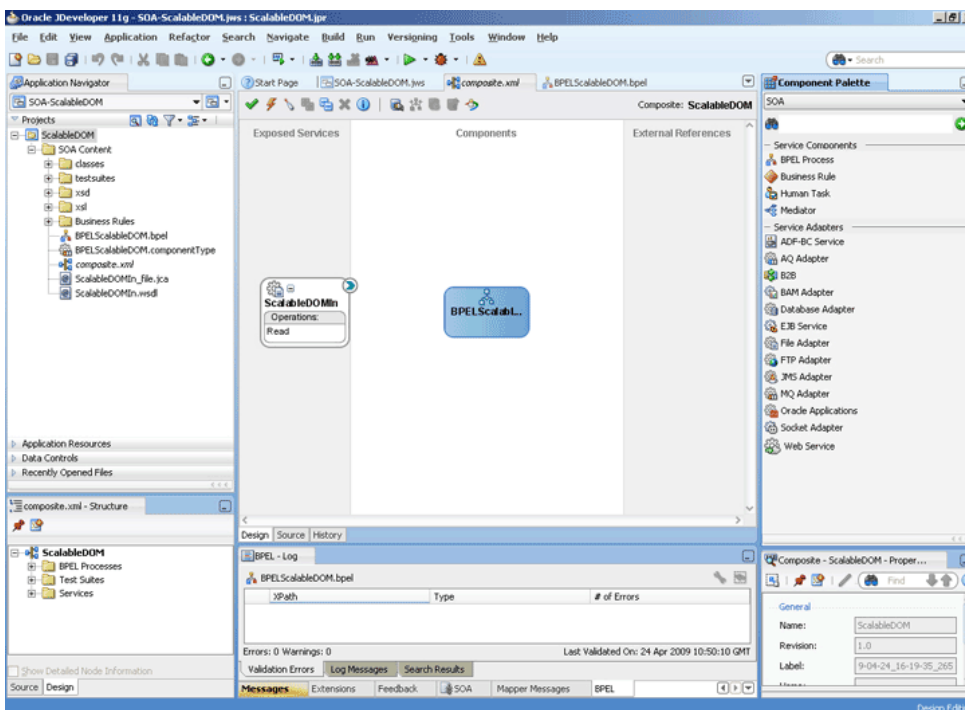 Oracle JDeveloper 11g - SOA-ScalableDOM.jws : ScalableDOM.jpr
File Edit View Application Refactor Search Navigate Build Run Versioning Tools Window Help
Search
Application Navigator
SOA-ScalableDOM
Projects
ScalableDOM
SOA Content
classes
testsuites
xsd
xsl
Business Rules
BPELScalableDOM.bpel
BPELScalableDOM.componentType
composite.xml
ScalableDOMIn_file.jca
ScalableDOMIn.wsdl
Application Resources
Data Controls
Recently Opened Files
composite.xml - Structure
ScalableDOM
BPEL Processes
Test Suites
Services
Show Detailed Node Information
Source Design
Start Page SOA-ScalableDOM.jws composite.xml BPELScalableDOM.bpel
Composite: ScalableDOM
Exposed Services Components External References
ScalableDOMIn
Operations:
Read
BPELScalabl...
Design Source History
BPEL - Log
BPELScalableDOM.bpel
XPath Type # of Errors
Errors: 0 Warnings: 0 Last Validated On: 24 Apr 2009 10:50:10 GMT
Validation Errors Log Messages Search Results
Messages Extensions Feedback SOA Mapper Messages BPEL
Component Palette
SOA
Service Components
BPEL Process
Business Rule
Human Task
Mediator
Service Adapters
ADF-BC Service
AQ Adapter
B2B
BAM Adapter
Database Adapter
EJB Service
File Adapter
FTP Adapter
JMS Adapter
MQ Adapter
Oracle Applications
Socket Adapter
Web Service
Composite - ScalableDOM - Proper...
Find
General
Name: ScalableDOM
Revision: 1.0
Label: 9-04-24_16-19-35_265
Design Editi